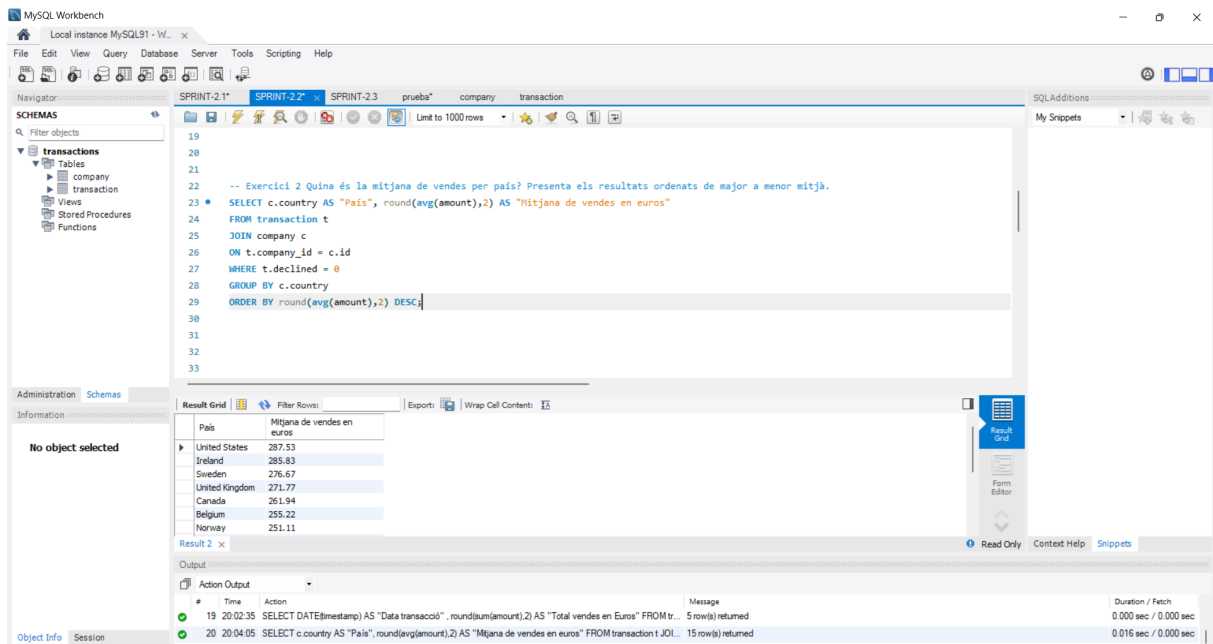 MySQL Workbench
Local instance MySQL91 - W...
File Edit View Query Database Server Tools Scripting Help
Navigator
SCHEMAS
Filter objects
transactions
Tables
company
transaction
Views
Stored Procedures
Functions
Administration Schemas
Information
No object selected
Object Info Session
SPRINT-2.1* SPRINT-2.2* SPRINT-2.3 prueba* company transaction
Limit to 1000 rows
19
20
21
22 -- Exercici 2 Quina és la mitjana de vendes per país? Presenta els resultats ordenats de major a menor mitjà.
23 SELECT c.country AS "País", round(avg(amount),2) AS "Mitjana de vendes en euros"
24 FROM transaction t
25 JOIN company c
26 ON t.company_id = c.id
27 WHERE t.declined = 0
28 GROUP BY c.country
29 ORDER BY round(avg(amount),2) DESC;
30
31
32
33
Result Grid Filter Rows: Export: Wrap Cell Content:
País Mitjana de vendes en
euros
United States 287.53
Ireland 285.83
Sweden 276.67
United Kingdom 271.77
Canada 261.94
Belgium 255.22
Norway 251.11
Result
Grid
Form
Editor
Result 2 Read Only
Output
Action Output
# Time Action Message Duration / Fetch
19 20:02:35 SELECT DATE(timestamp) AS "Data transacció" , round(sum(amount),2) AS "Total vendes en Euros" FROM tr... 5 row(s) returned 0.000 sec / 0.000 sec
20 20:04:05 SELECT c.country AS "País", round(avg(amount),2) AS "Mitjana de vendes en euros" FROM transaction t JOI... 15 row(s) returned 0.016 sec / 0.000 sec
SQLAdditions
My Snippets
Context Help Snippets